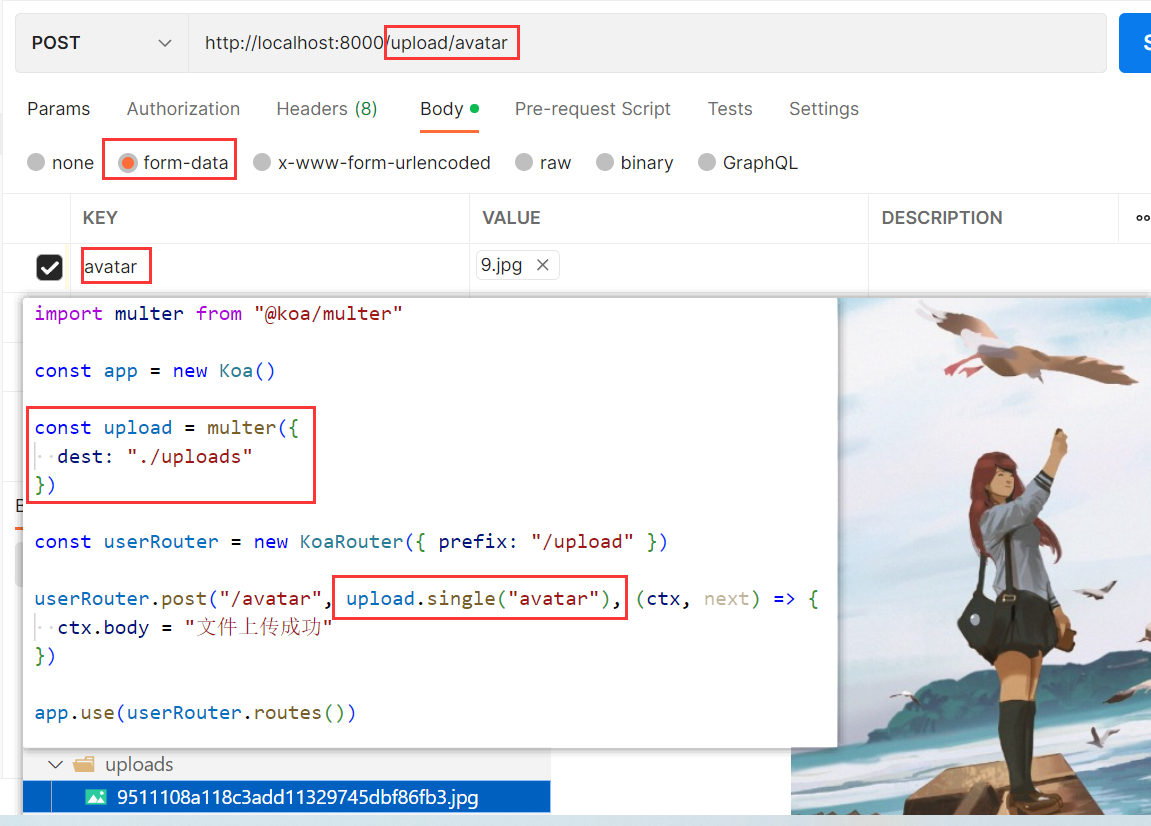 POST http://localhost:8000/upload/avatar
Params Authorization Headers (8) Body Pre-request Script Tests Settings
none form-data x-www-form-urlencoded raw binary GraphQL
KEY VALUE DESCRIPTION
avatar 9.jpg
import multer from "@koa/multer"
const app = new Koa()
const upload = multer({
dest: "./uploads"
})
const userRouter = new KoaRouter({ prefix: "/upload" })
userRouter.post("/avatar", upload.single("avatar"), (ctx, next) => {
ctx.body = "文件上传成功"
})
app.use(userRouter.routes())
uploads
9511108a118c3add11329745dbf86fb3.jpg